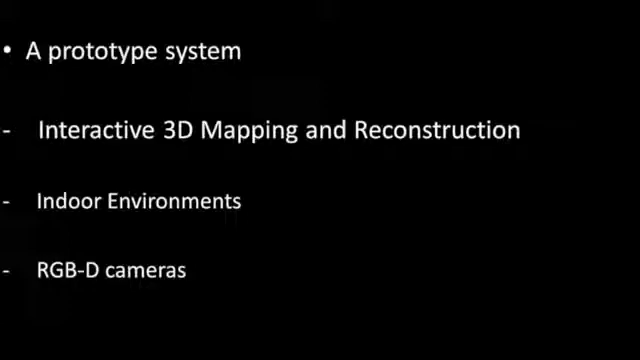 • A prototype system
- Interactive 3D Mapping and Reconstruction
- Indoor Environments
- RGB-D cameras